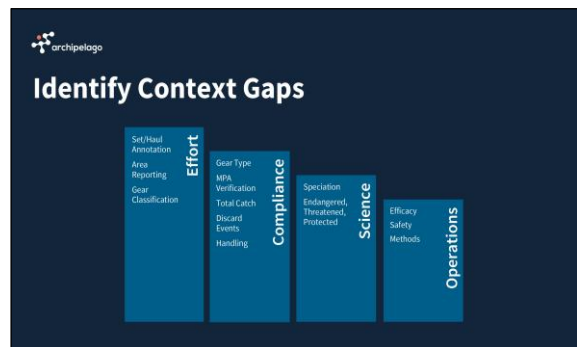 archipelago
Identify Context Gaps
Set/Haul
Annotation
Area
Reporting
Gear
Classification
Effort
Gear Type
MPA
Verification
Total Catch
Discard
Events
Handling
Compliance
Speciation
Endangered,
Threatened,
Protected
Science
Efficacy
Safety
Methods
Operations